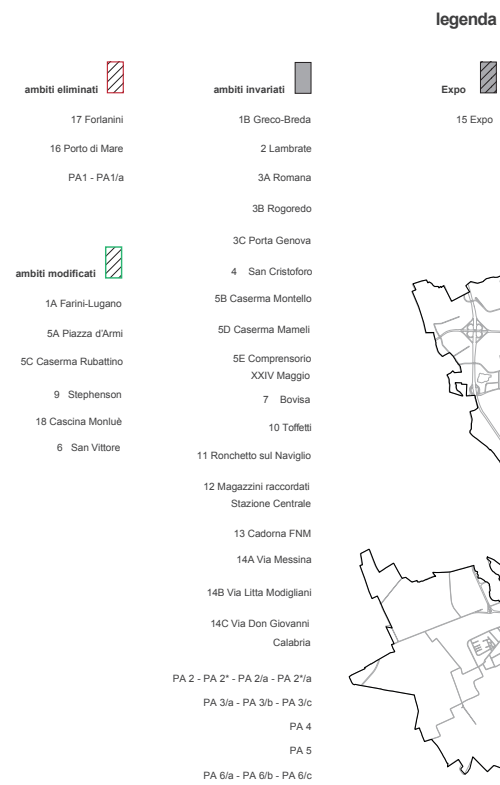 legenda
ambiti eliminati
17 Forlanini
16 Porto di Mare
PA1 - PA1/a
ambiti modificati
1A Farini-Lugano
5A Piazza d'Armi
5C Caserma Rubattino
9 Stephenson
18 Cascina Monluè
6 San Vittore
ambiti invariati
1B Greco-Breda
2 Lambrate
3A Romana
3B Rogoredo
3C Porta Genova
4 San Cristoforo
5B Caserma Montello
5D Caserma Mameli
5E Comprensorio
XXIV Maggio
7 Bovisa
10 Toffetti
11 Ronchetto sul Naviglio
12 Magazzini raccordati
Stazione Centrale
13 Cadorna FNM
14A Via Messina
14B Via Litta Modigliani
14C Via Don Giovanni
Calabria
PA 2 - PA 2* - PA 2/a - PA 2*/a
PA 3/a - PA 3/b - PA 3/c
PA 4
PA 5
PA 6/a - PA 6/b - PA 6/c
Expo
15 Expo